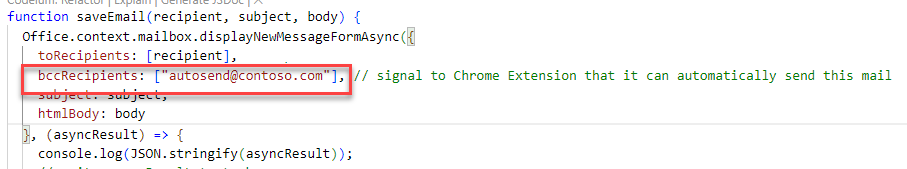 Codeium: Refactor | Explain | Generate JSDoc | X
function saveEmail(recipient, subject, body) {
Office.context.mailbox.displayNewMessageFormAsync({
toRecipients: [recipient],
bccRecipients: ["autosend@contoso.com"], // signal to Chrome Extension that it can automatically send this mail
subject: subject,
htmlBody: body
}, (asyncResult) => {
console.log(JSON.stringify(asyncResult));